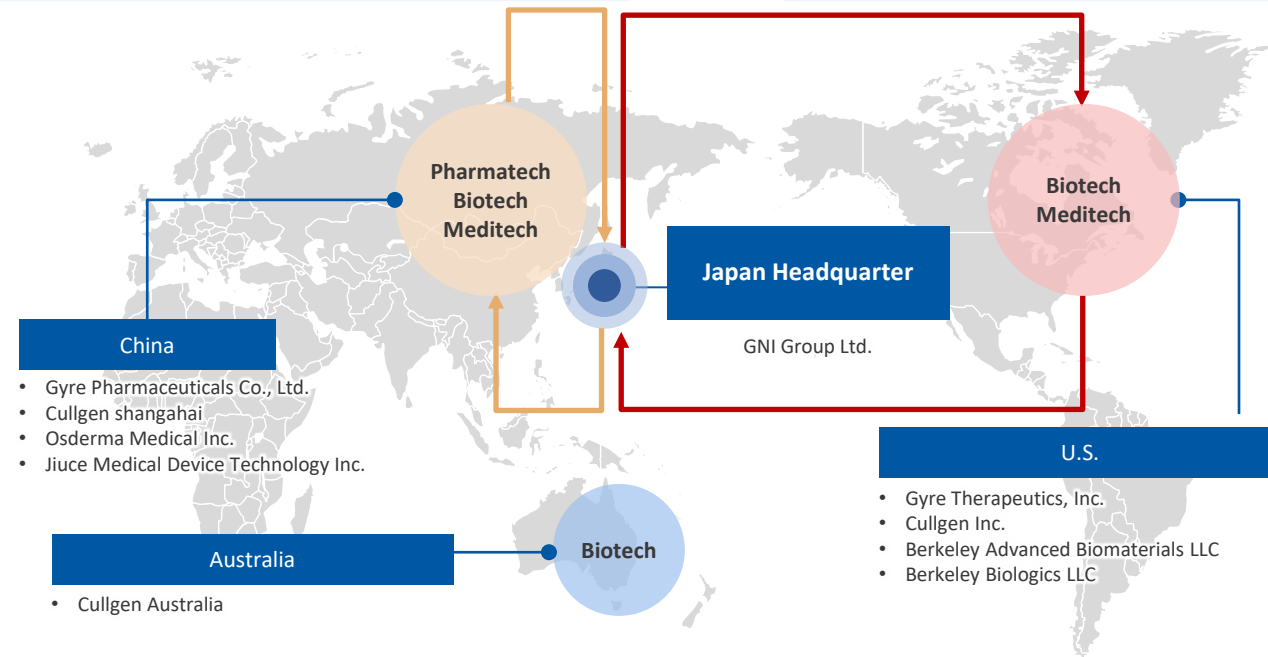 Pharmatech
Biotech
Meditech
Biotech
Meditech
Japan Headquarter
GNI Group Ltd.
China
• Gyre Pharmaceuticals Co., Ltd.
• Cullgen shangahai
• Osderma Medical Inc.
• Jiuce Medical Device Technology Inc.
U.S.
• Gyre Therapeutics, Inc.
• Cullgen Inc.
• Berkeley Advanced Biomaterials LLC
• Berkeley Biologics LLC
Australia
• Cullgen Australia
Biotech